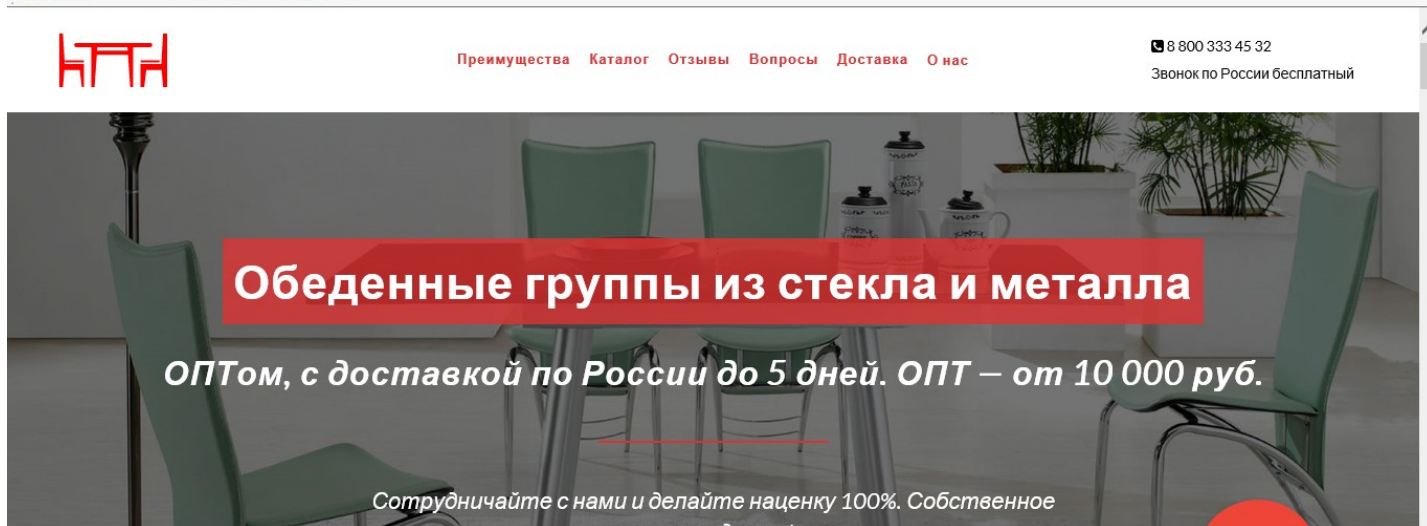 Преимущества Каталог Отзывы Вопросы Доставка О нас
8 800 333 45 32
Звонок по России бесплатный
Обеденные группы из стекла и металла
ОПТом, с доставкой по России до 5 дней. ОПТ — от 10 000 руб.
Сотрудничайте с нами и делайте наценку 100%. Собственное